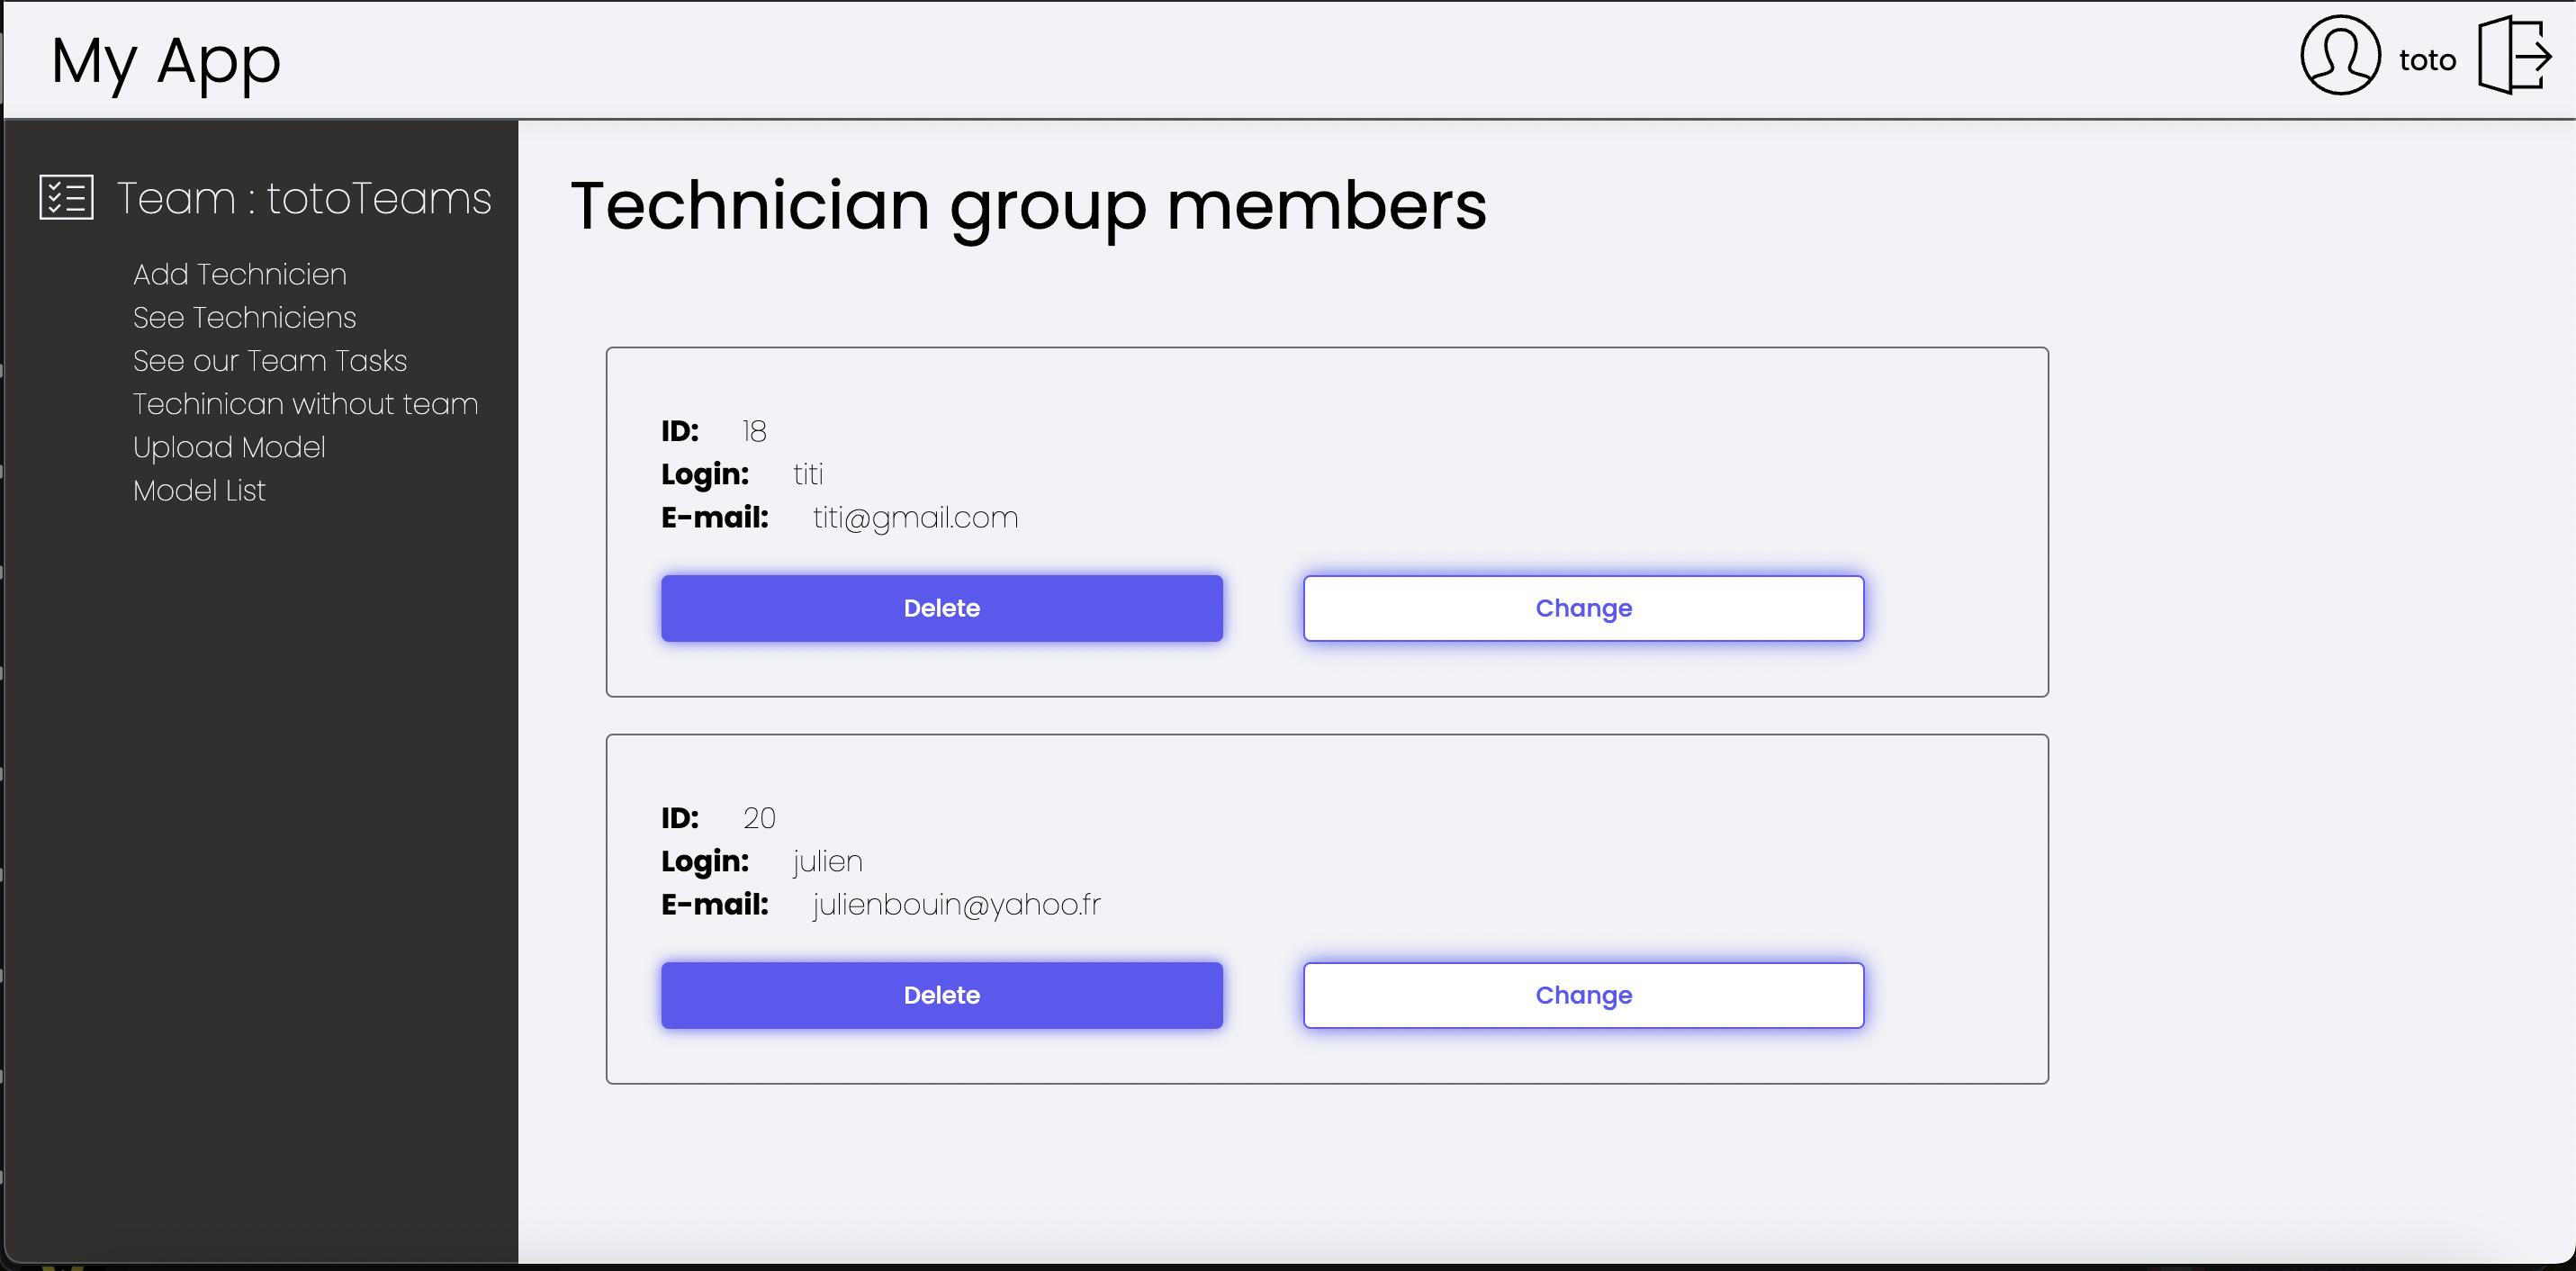 My App
toto
Team : totoTeams
Add Technicien
See Techniciens
See our Team Tasks
Techinican without team
Upload Model
Model List
Technician group members
ID: 18
Login: titi
E-mail: titi@gmail.com
Delete Change
ID: 20
Login: julien
E-mail: julienbouin@yahoo.fr
Delete Change